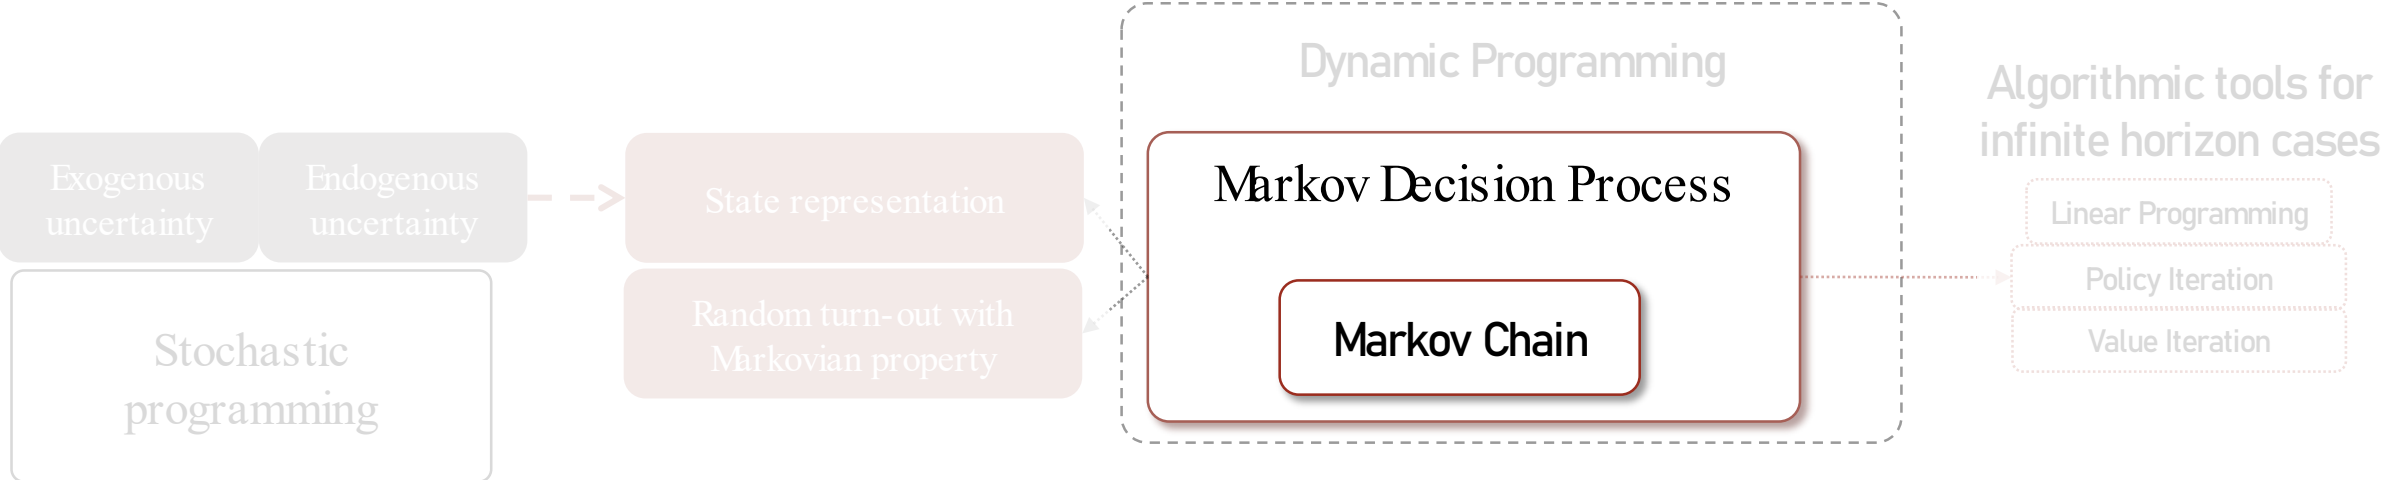 Exogenous
uncertainty
Endogenous
uncertainty
Stochastic
programming
State representation
Random turn-out with
Markovian property
Dynamic Programming
Markov Decision Process
Markov Chain
Algorithmic tools for
infinite horizon cases
Linear Programming
Policy Iteration
Value Iteration